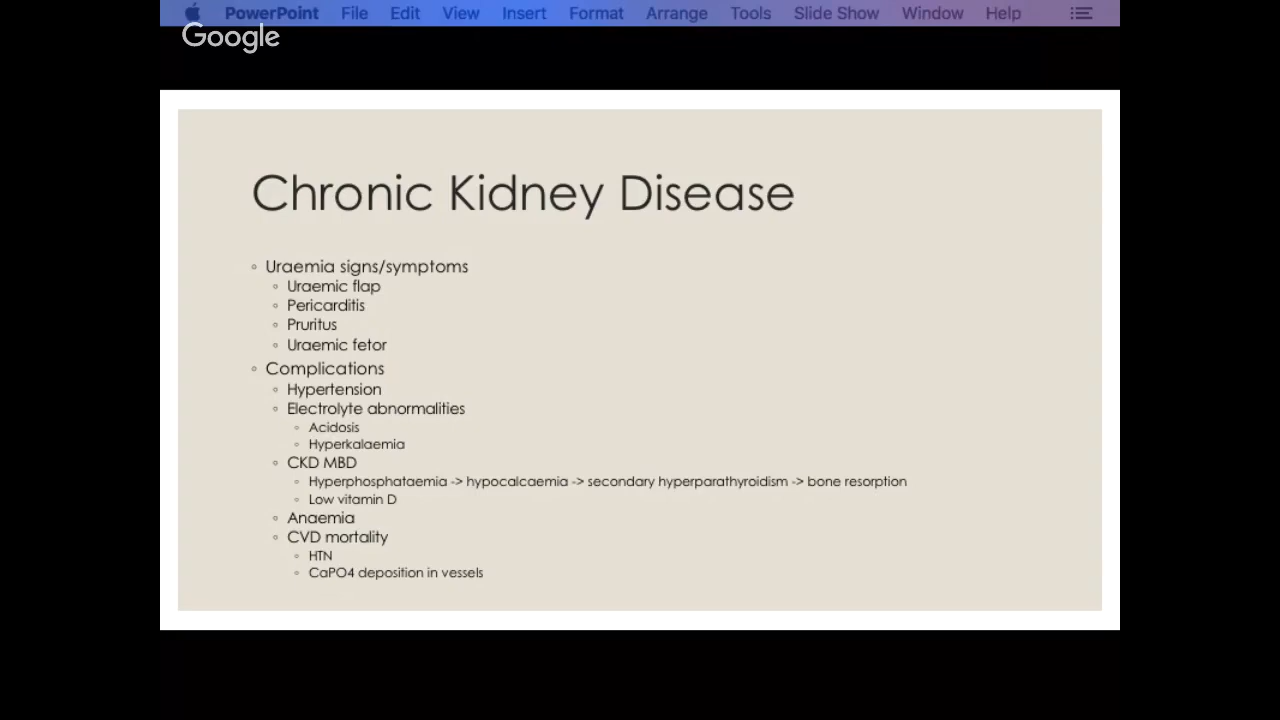 PowerPoint File Edit View Insert Format Arrange Tools Slide Show Window Help
Google
Chronic Kidney Disease
Uraemia signs/symptoms
Uraemic flap
Pericarditis
Pruritus
Uraemic fetor
Complications
Hypertension
Electrolyte abnormalities
Acidosis
Hyperkalaemia
CKD MBD
Hyperphosphataemia -> hypocalcaemia -> secondary hyperparathyroidism -> bone resorption
Low vitamin D
Anaemia
CVD mortality
HTN
CaPO4 deposition in vessels